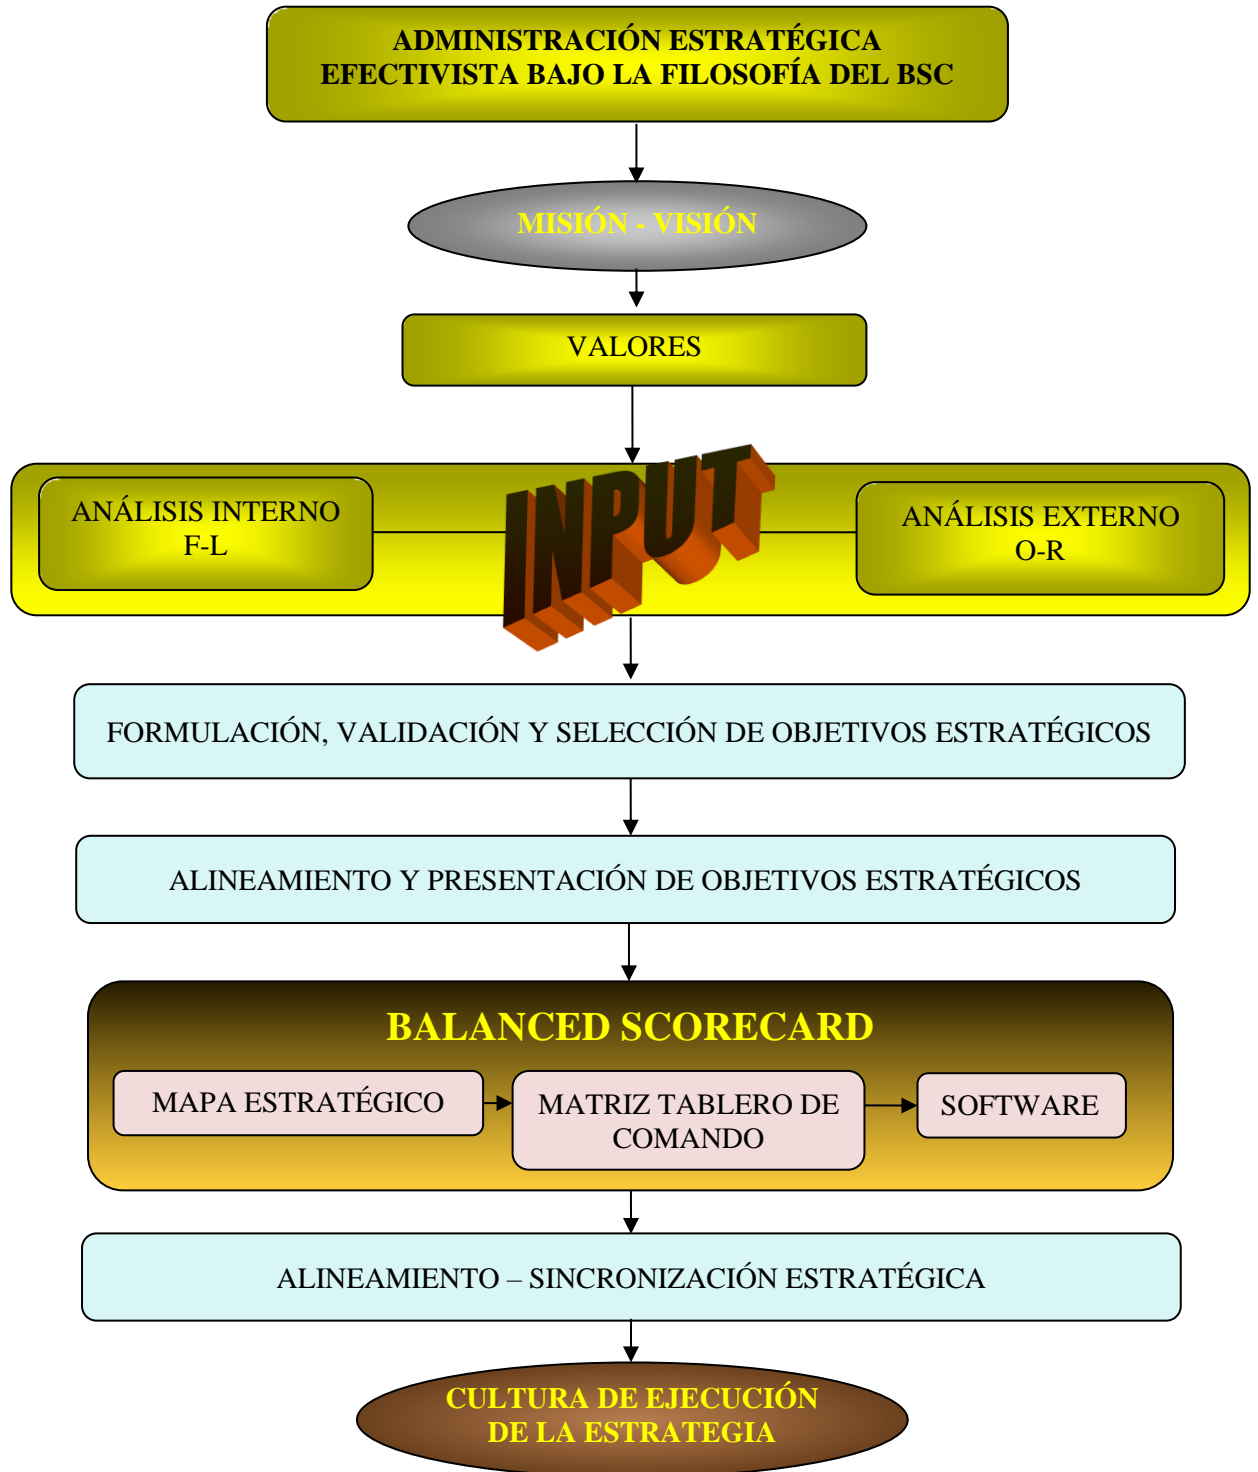 ADMINISTRACIÓN ESTRATÉGICA
EFECTIVISTA BAJO LA FILOSOFÍA DEL BSC
MISIÓN - VISIÓN
VALORES
ANÁLISIS INTERNO
F-L
INPUT
ANÁLISIS EXTERNO
O-R
FORMULACIÓN, VALIDACIÓN Y SELECCIÓN DE OBJETIVOS ESTRATÉGICOS
ALINEAMIENTO Y PRESENTACIÓN DE OBJETIVOS ESTRATÉGICOS
BALANCED SCORECARD
MAPA ESTRATÉGICO
MATRIZ TABLERO DE
COMANDO
SOFTWARE
ALINEAMIENTO – SINCRONIZACIÓN ESTRATÉGICA
CULTURA DE EJECUCIÓN
DE LA ESTRATEGIA